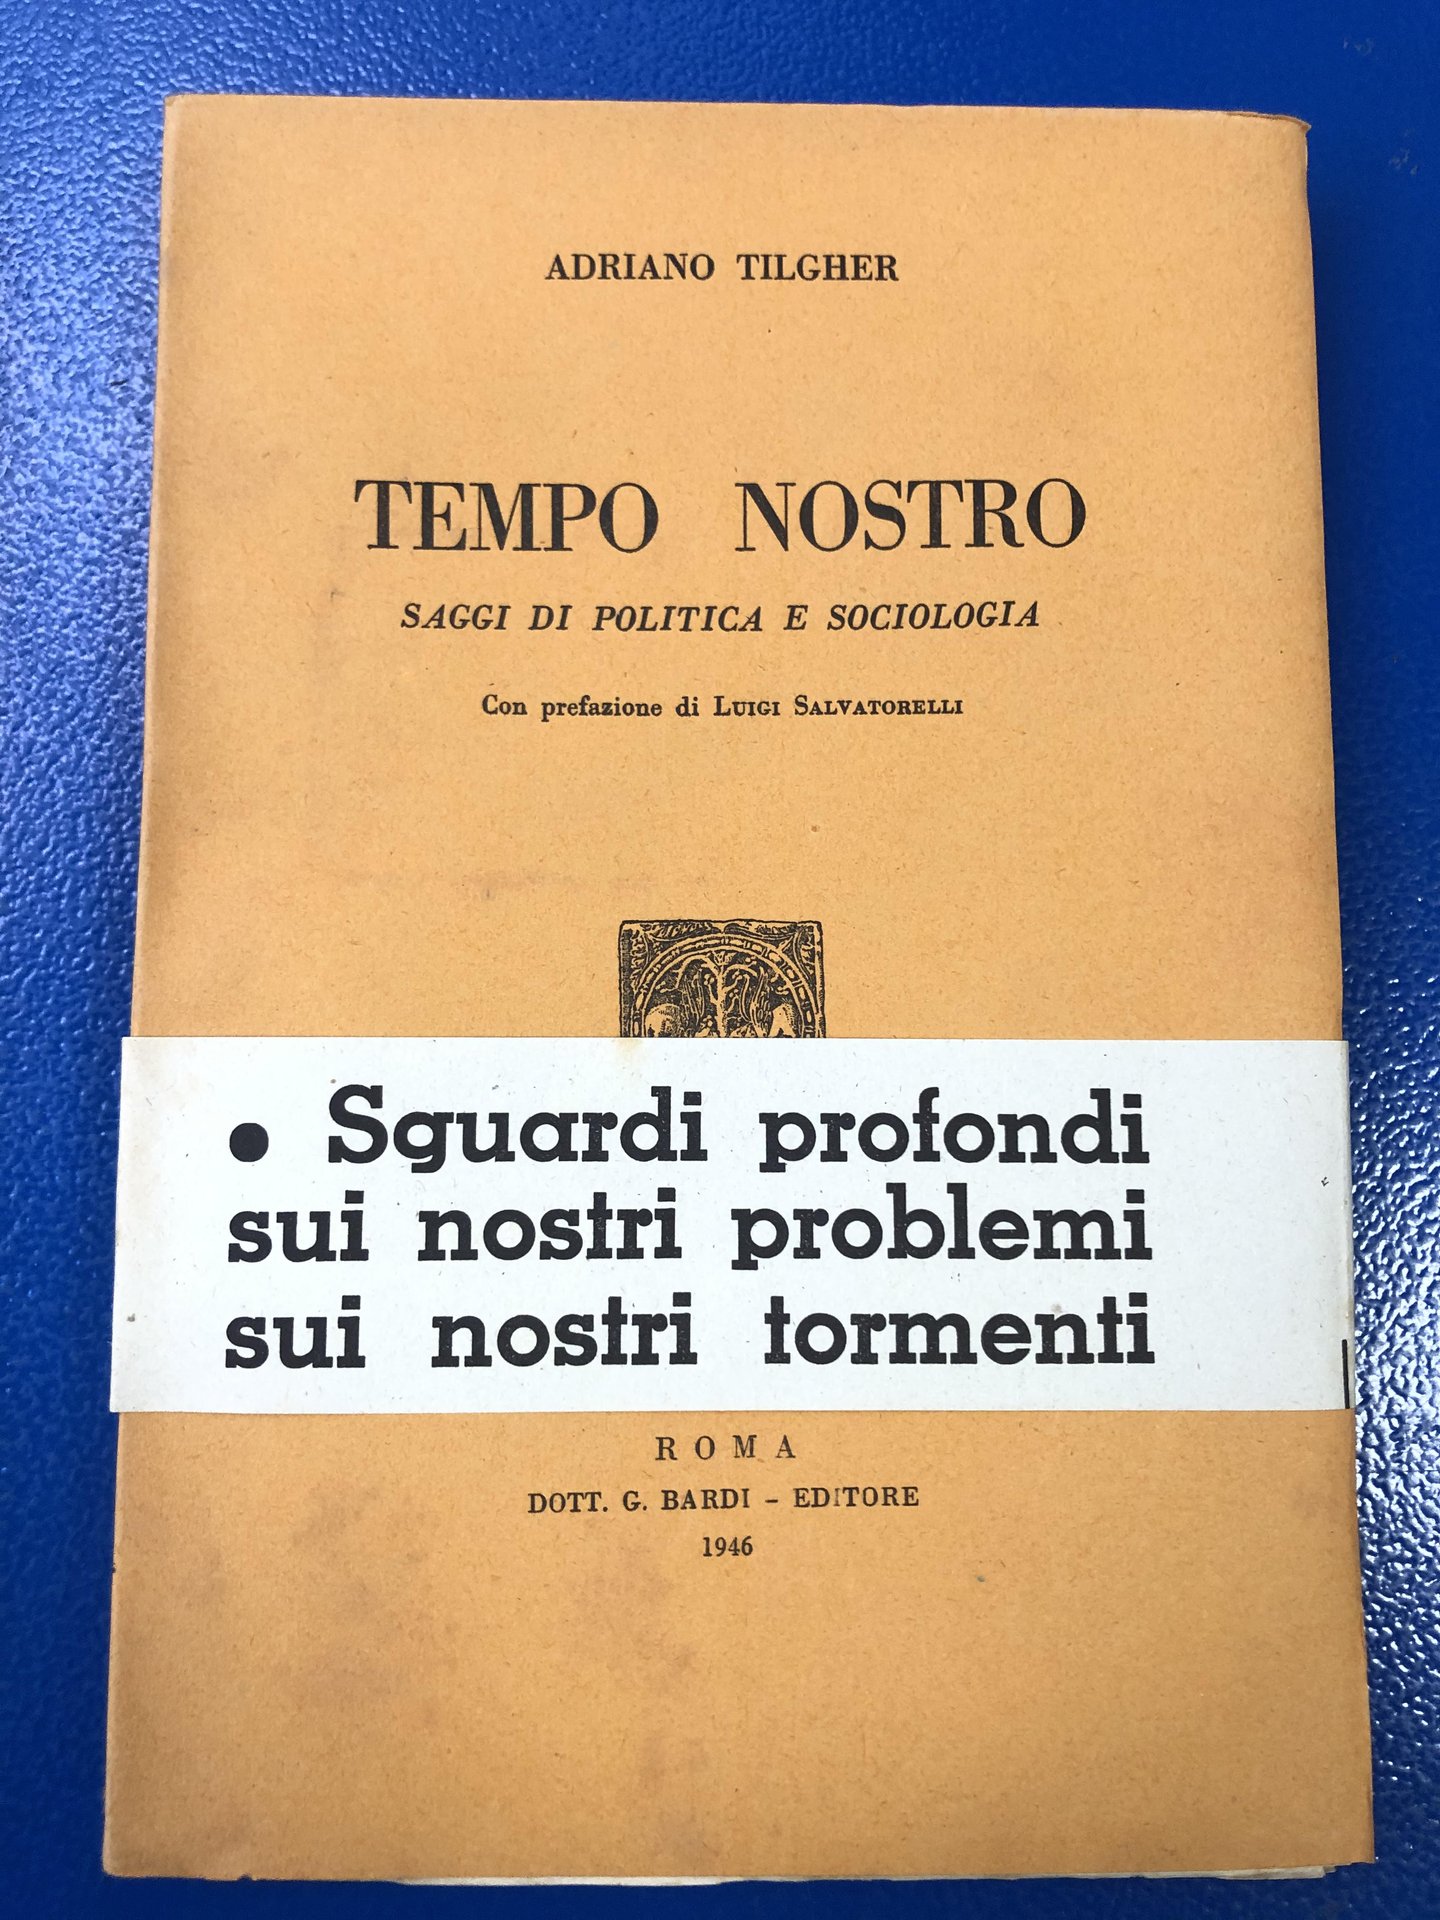 ADRIANO TILGHER
TEMPO NOSTRO
SAGGI DI POLITICA E SOCIOLOGIA
Con prefazione di LUIGI SALVATORELLI
● Sguardi profondi
sui nostri problemi
sui nostri tormenti
ROMA
DOTT. G. BARDI - EDITORE
1946